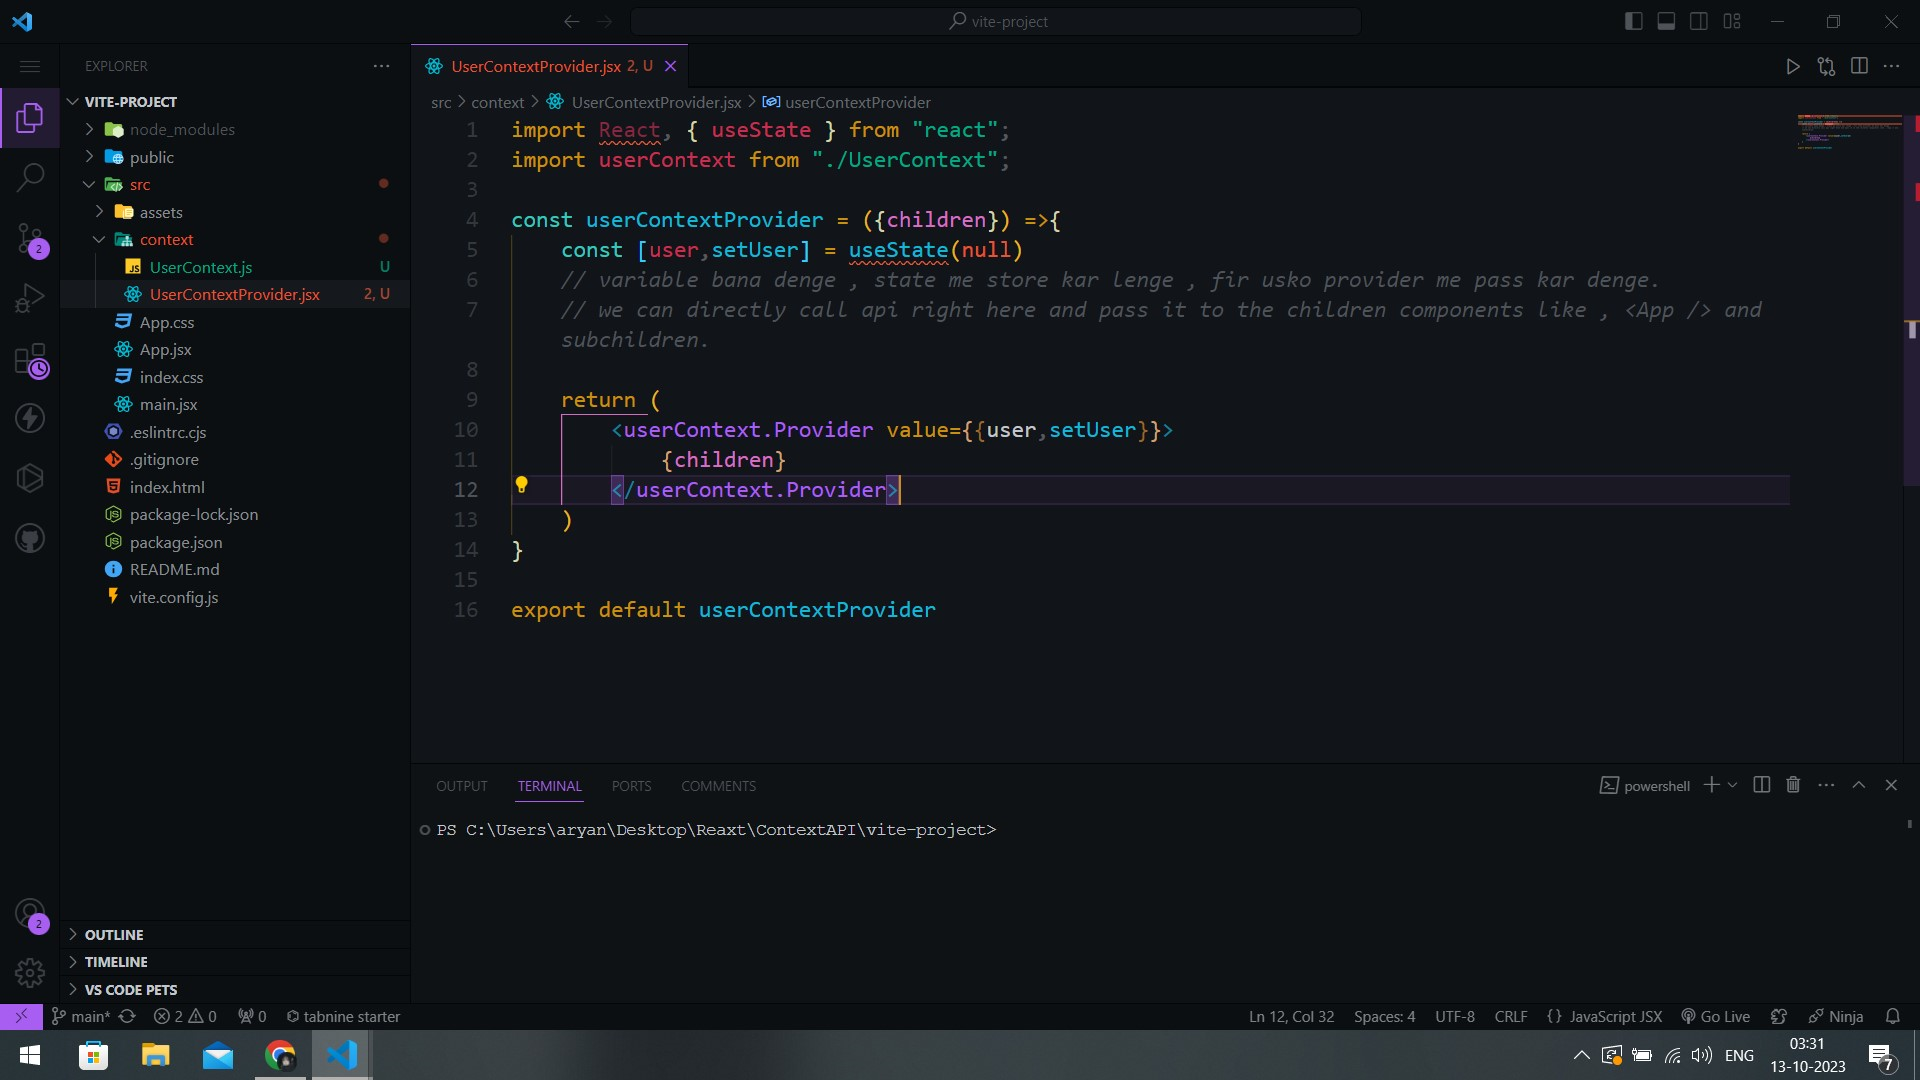 vite-project
EXPLORER
VITE-PROJECT
node_modules
public
src
assets
context
UserContext.js U
UserContextProvider.jsx 2, U
App.css
App.jsx
index.css
main.jsx
.eslintrc.cjs
.gitignore
index.html
package-lock.json
package.json
README.md
vite.config.js
OUTLINE
TIMELINE
VS CODE PETS
2
2
UserContextProvider.jsx 2, U
src > context > UserContextProvider.jsx > userContextProvider
1 import React, { useState } from "react";
2 import userContext from "./UserContext";
3
4 const userContextProvider = ({children}) =>{
5 const [user,setUser] = useState(null)
6 // variable bana denge , state me store kar lenge , fir usko provider me pass kar denge.
7 // we can directly call api right here and pass it to the children components like , <App /> and
subchildren.
8
9 return (
10 <userContext.Provider value={{user,setUser}}>
11 {children}
12 </userContext.Provider>
13 )
14 }
15
16 export default userContextProvider
OUTPUT TERMINAL PORTS COMMENTS
powershell
PS C:\Users\aryan\Desktop\Reaxt\ContextAPI\vite-project>
main* 2 0 0 tabnine starter
Ln 12, Col 32 Spaces: 4 UTF-8 CRLF {} JavaScript JSX Go Live Ninja
ENG
03:31
13-10-2023
7